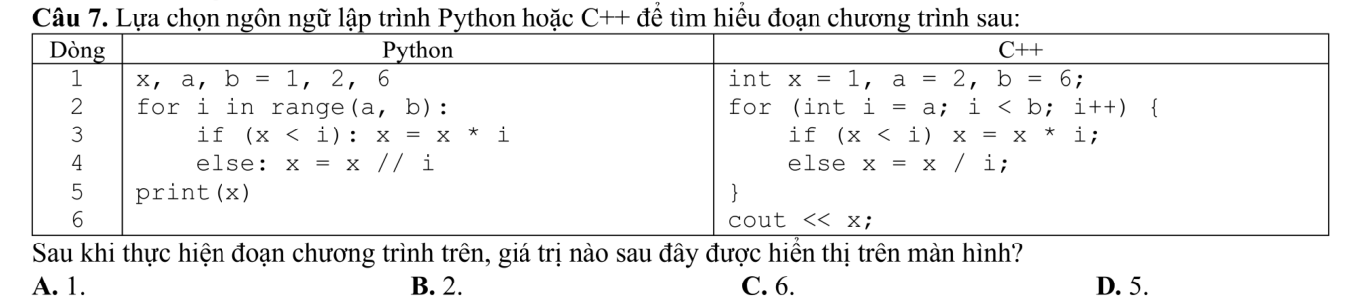 Câu 7. Lựa chọn ngôn ngữ lập trình Python hoặc C++ để tìm hiểu đoạn chương trình sau:
Dòng Python C++
1 x, a, b = 1, 2, 6 int x = 1, a = 2, b = 6;
2 for i in range(a, b): for (int i = a; i < b; i++) {
3 if (x < i): x = x * i if (x < i) x = x * i;
4 else: x = x // i else x = x / i;
5 print(x) }
6 cout << x;
Sau khi thực hiện đoạn chương trình trên, giá trị nào sau đây được hiển thị trên màn hình?
A. 1. B. 2. C. 6. D. 5.